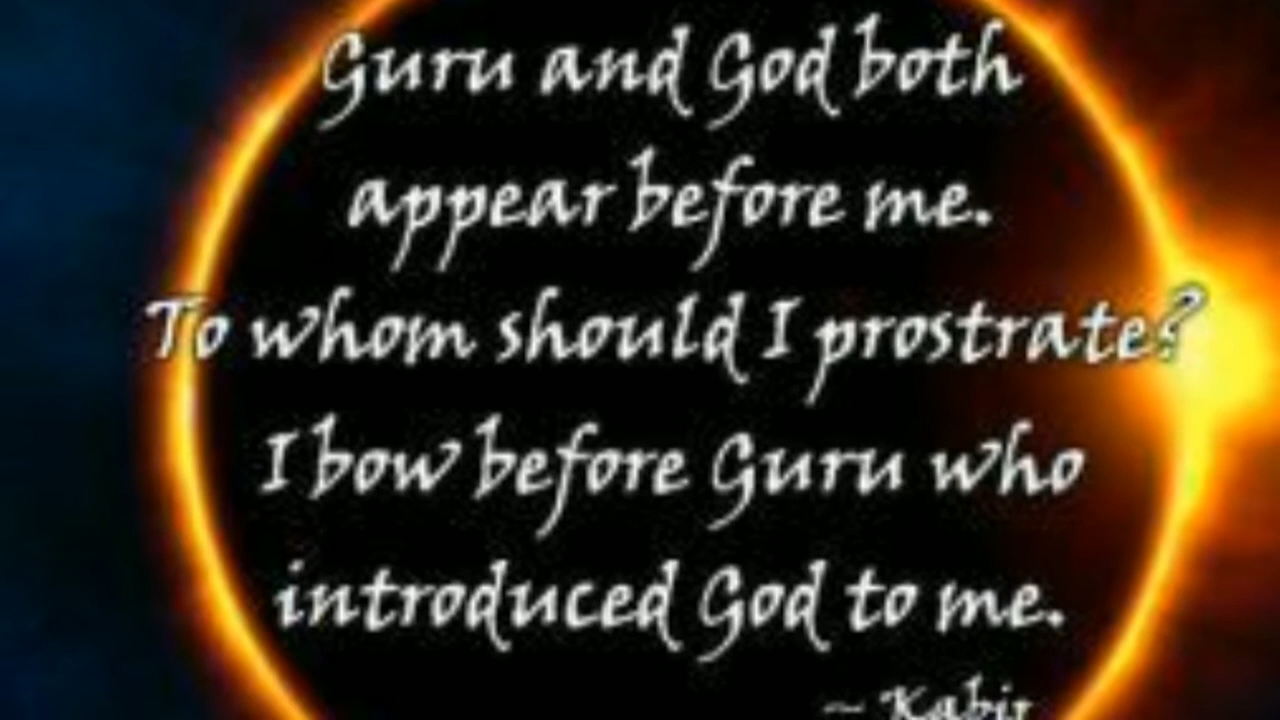 Guru and God both
appear before me.
To whom should I prostrate?
I bow before Guru who
introduced God to me.
~ Kabir